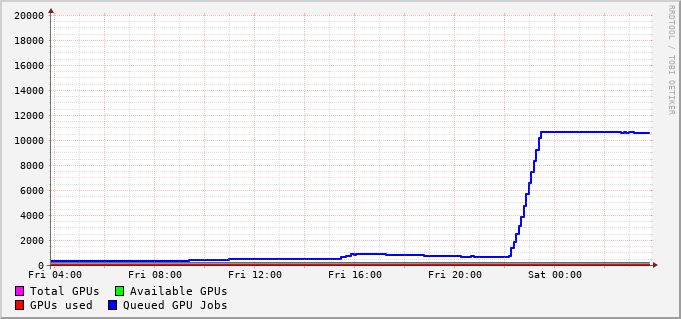 20000
18000
16000
14000
12000
10000
8000
6000
4000
2000
0
Fri 04:00 Fri 08:00 Fri 12:00 Fri 16:00 Fri 20:00 Sat 00:00
Total GPUs Available GPUs
GPUs used Queued GPU Jobs
RRDTOOL / TOBI OETIKER